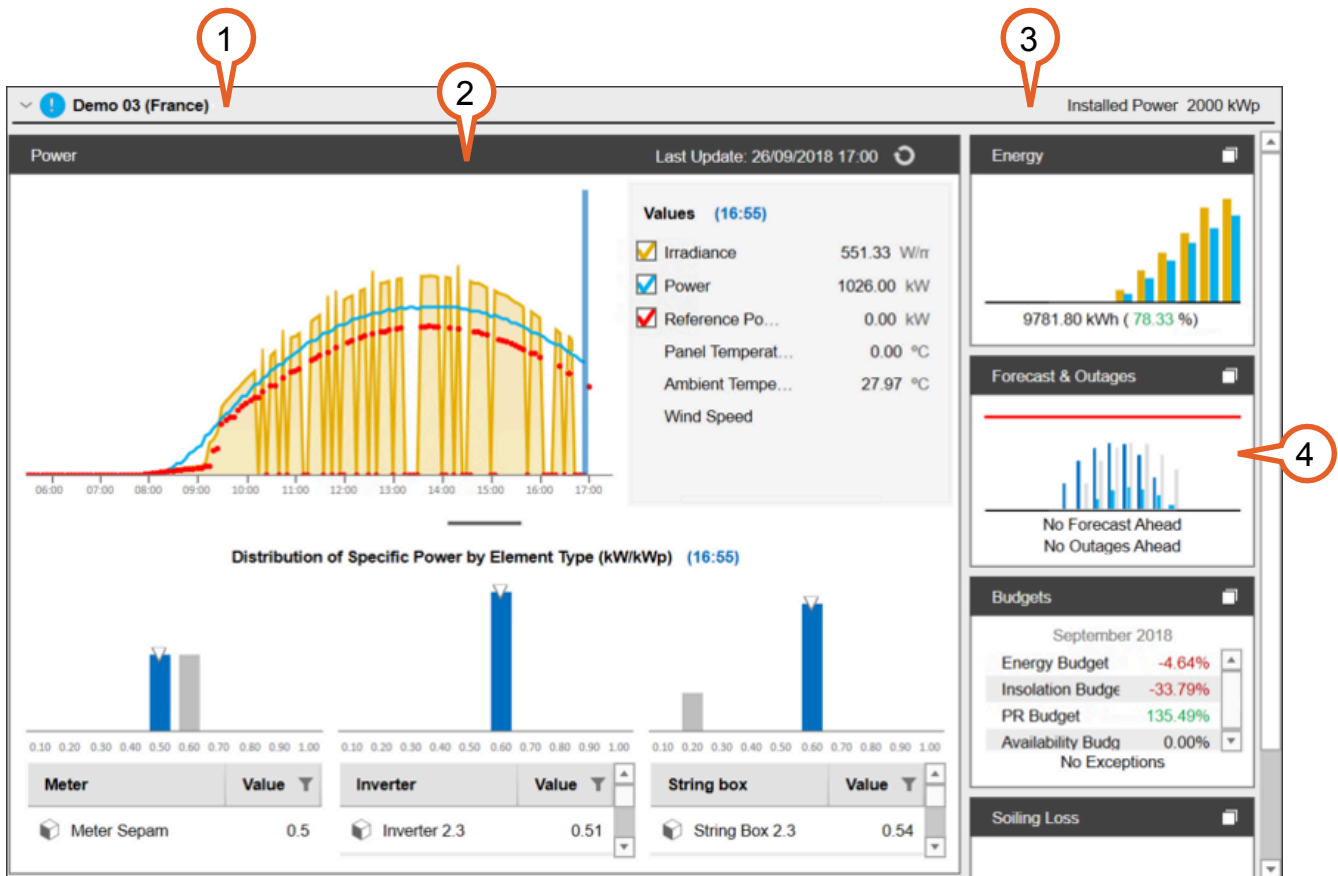 1
3
2
Demo 03 (France)
Installed Power 2000 kWp
Power
Last Update: 26/09/2018 17:00
Values (16:55)
Irradiance 551.33 W/m
Power 1026.00 kW
Reference Po... 0.00 kW
Panel Temperat... 0.00 ºC
Ambient Tempe... 27.97 ºC
Wind Speed
06:00 07:00 08:00 09:00 10:00 11:00 12:00 13:00 14:00 15:00 16:00 17:00
Distribution of Specific Power by Element Type (kW/kWp) (16:55)
0.10 0.20 0.30 0.40 0.50 0.60 0.70 0.80 0.90 1.00
0.10 0.20 0.30 0.40 0.50 0.60 0.70 0.80 0.90 1.00
0.10 0.20 0.30 0.40 0.50 0.60 0.70 0.80 0.90 1.00
Meter Value
Meter Sepam 0.5
Inverter Value
Inverter 2.3 0.51
String box Value
String Box 2.3 0.54
Energy
9781.80 kWh ( 78.33 %)
Forecast & Outages
4
No Forecast Ahead
No Outages Ahead
Budgets
September 2018
Energy Budget -4.64%
Insolation Budge -33.79%
PR Budget 135.49%
Availability Budg 0.00%
No Exceptions
Soiling Loss